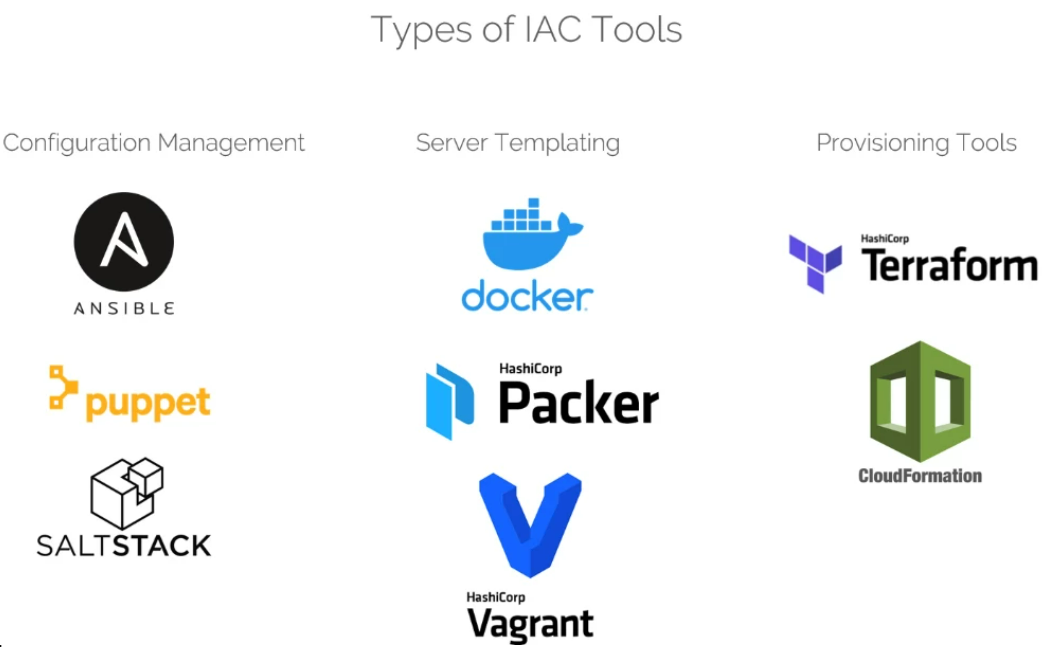 Types of IAC Tools
Configuration Management
ANSIBLE
puppet
SALTSTACK
Server Templating
docker
HashiCorp
Packer
HashiCorp
Vagrant
Provisioning Tools
HashiCorp
Terraform
CloudFormation